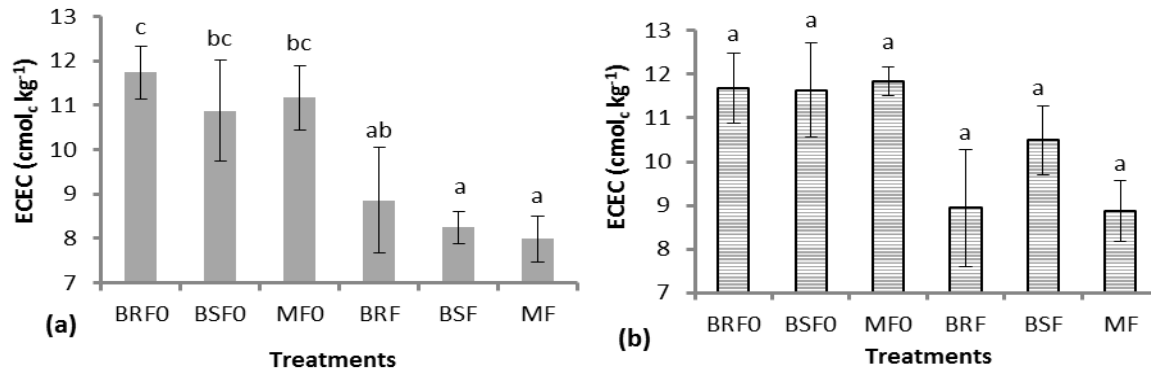 13
12
11
10
9
8
7
ECEC (cmolc kg-1)
c
bc
bc
ab
a
a
BRF0 BSF0 MF0 BRF BSF MF
(a)
Treatments
13
12
11
10
9
8
7
ECEC (cmolc kg-1)
a
a
a
a
a
a
BRF0 BSF0 MF0 BRF BSF MF
(b)
Treatments